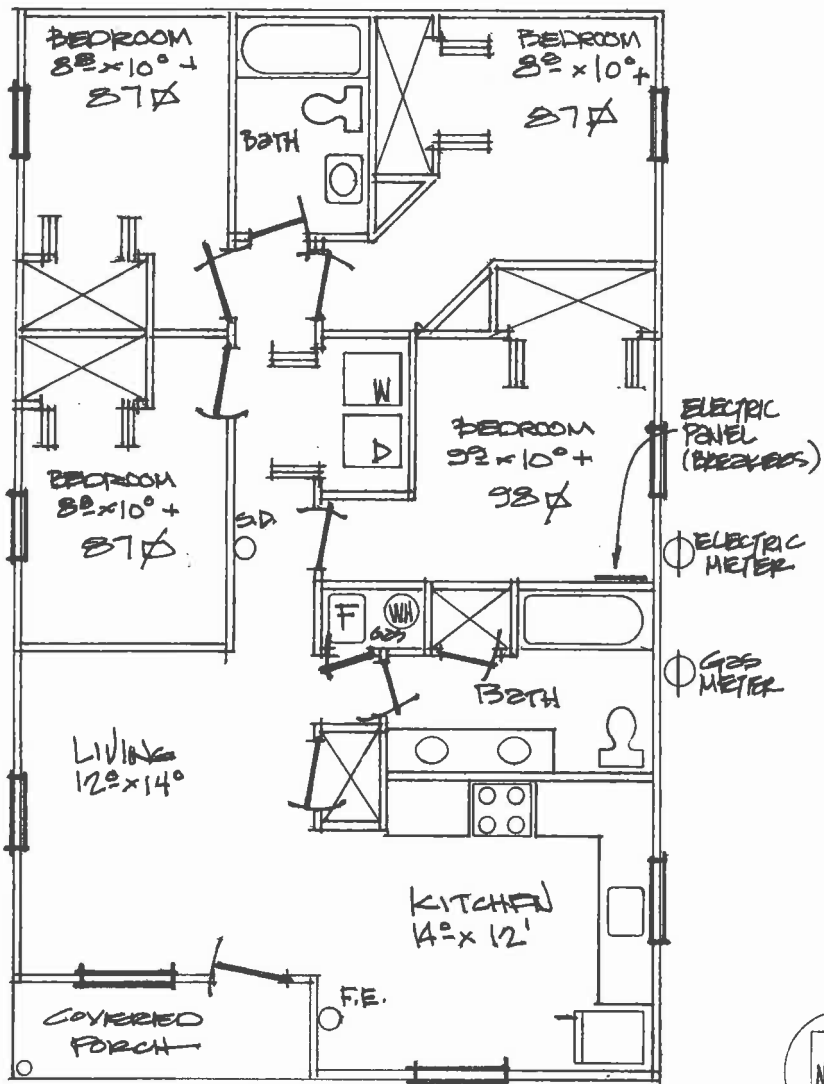 BEDROOM
8⁸ x 10⁰ +
87 ⌀
BATH
BEDROOM
8⁸ x 10⁰ +
87 ⌀
W
D
BEDROOM
9² x 10⁰ +
98 ⌀
ELECTRIC
PANEL
(BREAKERS)
BEDROOM
8⁸ x 10⁰ +
87 ⌀
S.D.
ELECTRIC
METER
F
WH
GAS
GAS
METER
BATH
LIVING
12⁰ x 14⁰
KITCHEN
14⁰ x 12'
F.E.
COVERED
PORCH
N